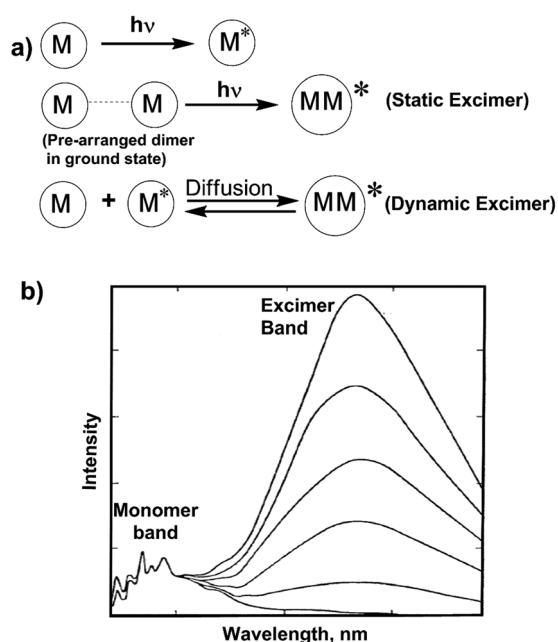 a)
M hν M*
M M hν MM * (Static Excimer)
(Pre-arranged dimer
in ground state)
M + M* Diffusion MM * (Dynamic Excimer)
b)
Excimer
Band
Monomer
band
Intensity
Wavelength, nm